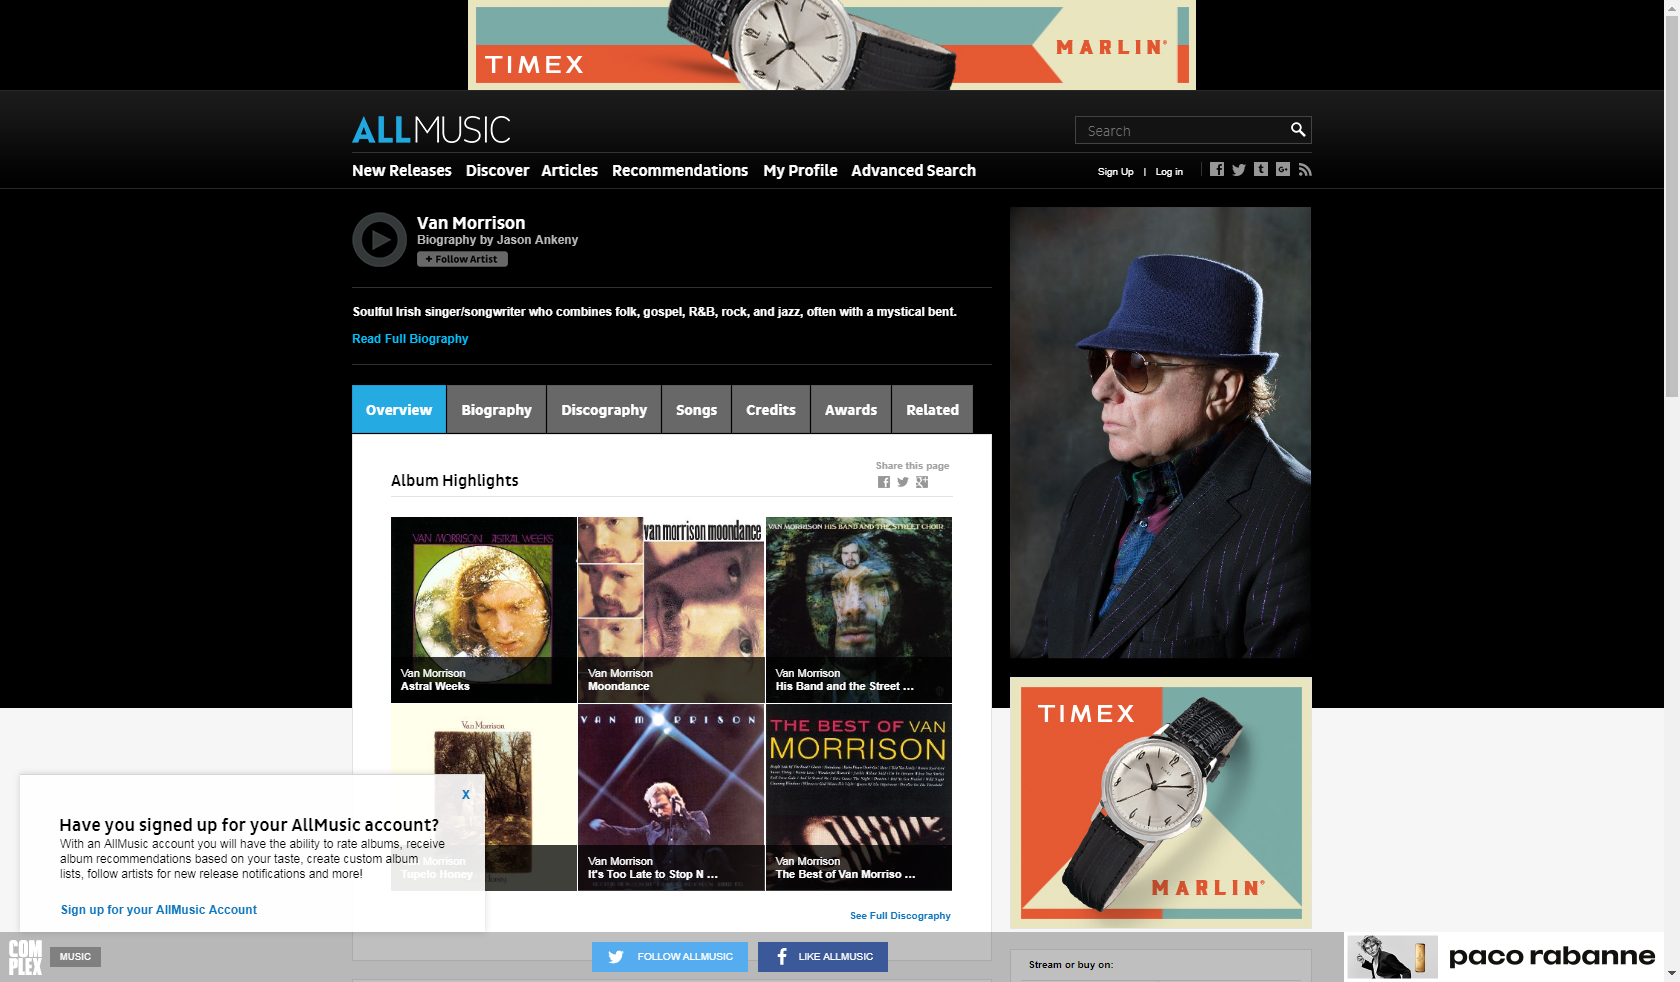 TIMEX
MARLIN®
ALLMUSIC
Search
New Releases Discover Articles Recommendations My Profile Advanced Search
Sign Up | Log in
Van Morrison
Biography by Jason Ankeny
+ Follow Artist
Soulful Irish singer/songwriter who combines folk, gospel, R&B, rock, and jazz, often with a mystical bent.
Read Full Biography
Overview Biography Discography Songs Credits Awards Related
Share this page
Album Highlights
VAN MORRISON ASTRAL WEEKS
van morrison moondance
VAN MORRISON HIS BAND AND THE STREET CHOIR
Van Morrison
Astral Weeks
Van Morrison
Moondance
Van Morrison
His Band and the Street ...
Van Morrison
VAN MORRISON
THE BEST OF VAN
MORRISON
Morrison
Tupelo Honey
Van Morrison
It's Too Late to Stop N ...
Van Morrison
The Best of Van Morriso ...
See Full Discography
TIMEX
MARLIN®
X
Have you signed up for your AllMusic account?
With an AllMusic account you will have the ability to rate albums, receive
album recommendations based on your taste, create custom album
lists, follow artists for new release notifications and more!
Sign up for your AllMusic Account
COM
PLEX
MUSIC
FOLLOW ALLMUSIC
LIKE ALLMUSIC
Stream or buy on:
paco rabanne